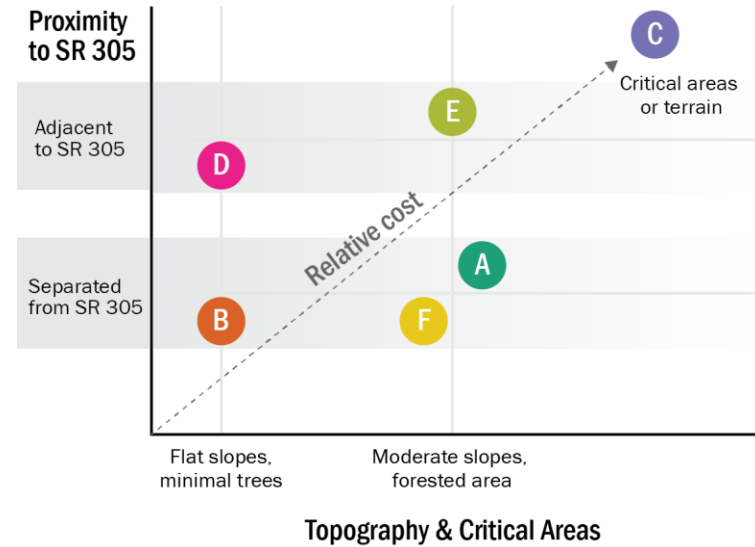 Proximity
to SR 305
C
Critical areas
or terrain
E
Adjacent
to SR 305
D
Relative cost
A
Separated
from SR 305
B
F
Flat slopes,
minimal trees
Moderate slopes,
forested area
Topography & Critical Areas